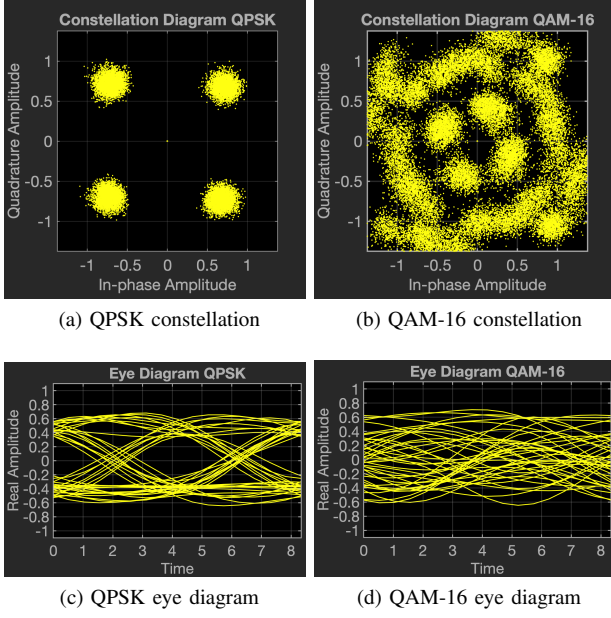 Constellation Diagram QPSK
Quadrature Amplitude
1
0.5
0
-0.5
-1
-1 -0.5 0 0.5 1
In-phase Amplitude
(a) QPSK constellation
Constellation Diagram QAM-16
Quadrature Amplitude
1
0.5
0
-0.5
-1
-1 -0.5 0 0.5 1
In-phase Amplitude
(b) QAM-16 constellation
Eye Diagram QPSK
Real Amplitude
1
0.8
0.6
0.4
0.2
0
-0.2
-0.4
-0.6
-0.8
-1
0 1 2 3 4 5 6 7 8
Time
(c) QPSK eye diagram
Eye Diagram QAM-16
Real Amplitude
1
0.8
0.6
0.4
0.2
0
-0.2
-0.4
-0.6
-0.8
-1
0 1 2 3 4 5 6 7 8
Time
(d) QAM-16 eye diagram